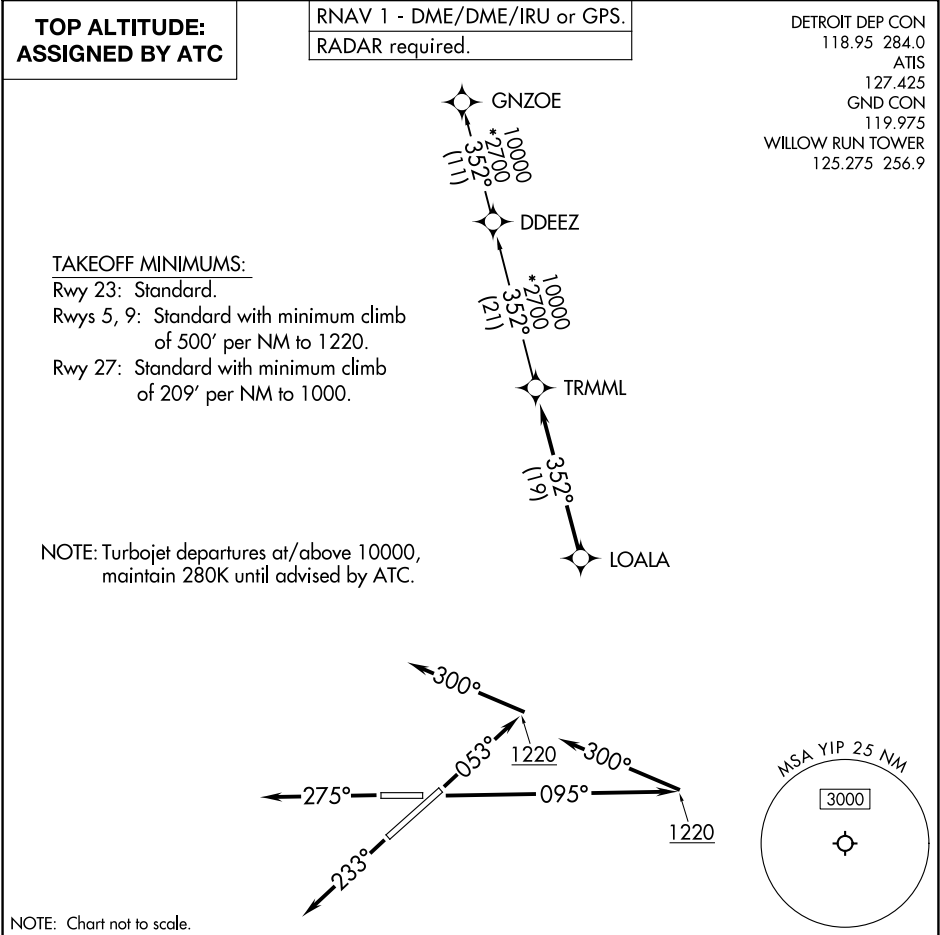 TOP ALTITUDE:
ASSIGNED BY ATC
RNAV 1 - DME/DME/IRU or GPS.
RADAR required.
DETROIT DEP CON
118.95 284.0
ATIS
127.425
GND CON
119.975
WILLOW RUN TOWER
125.275 256.9
GNZOE
10000
*2700
352°
(11)
DDEEZ
10000
*2700
352°
(21)
TRMML
352°
(19)
LOALA
TAKEOFF MINIMUMS:
Rwy 23: Standard.
Rwys 5, 9: Standard with minimum climb
of 500' per NM to 1220.
Rwy 27: Standard with minimum climb
of 209' per NM to 1000.
NOTE: Turbojet departures at/above 10000,
maintain 280K until advised by ATC.
300°
053°
1220
300°
275°
095°
1220
233°
MSA YIP 25 NM
3000
NOTE: Chart not to scale.